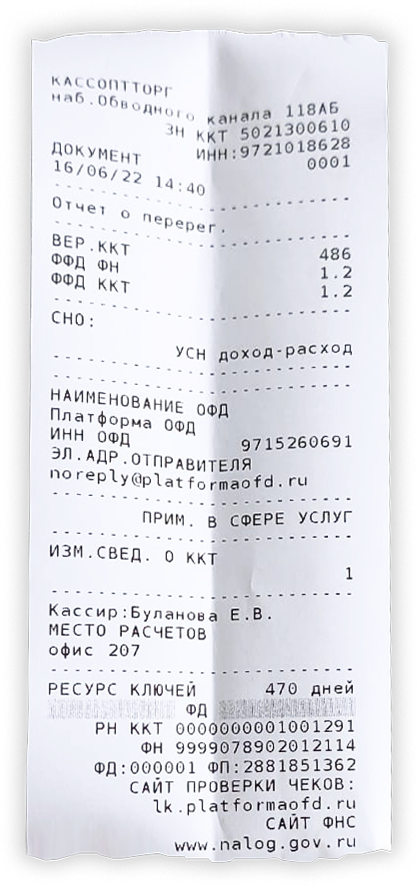 КАССОПТТОРГ
наб.Обводного канала 118АБ
ЗН ККТ 5021300610
ИНН:9721018628
ДОКУМЕНТ 0001
16/06/22 14:40
Отчет о перерег.
ВЕР.ККТ 486
ФФД ФН 1.2
ФФД ККТ 1.2
СНО:
УСН доход-расход
НАИМЕНОВАНИЕ ОФД
Платформа ОФД
ИНН ОФД 9715260691
ЭЛ.АДР.ОТПРАВИТЕЛЯ
noreply@platformaofd.ru
ПРИМ. В СФЕРЕ УСЛУГ
ИЗМ.СВЕД. О ККТ
1
Кассир:Буланова Е.В.
МЕСТО РАСЧЕТОВ
офис 207
РЕСУРС КЛЮЧЕЙ 470 дней
ФД
РН ККТ 0000000001001291
ФН 9999078902012114
ФД:000001 ФП:2881851362
САЙТ ПРОВЕРКИ ЧЕКОВ:
lk.platformaofd.ru
САЙТ ФНС
www.nalog.gov.ru